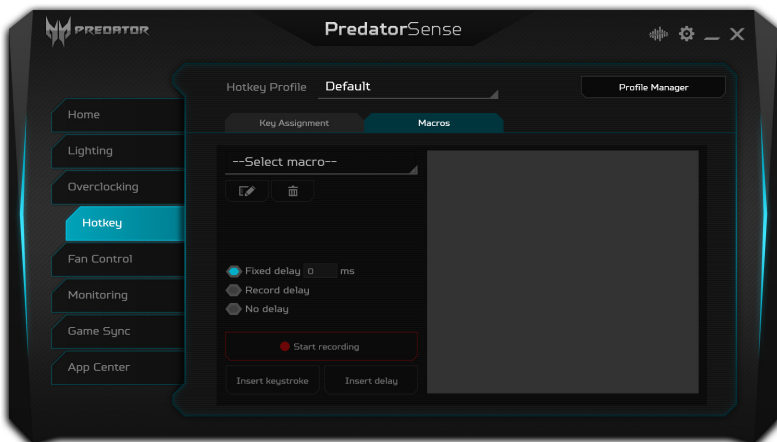 PREDATOR
PredatorSense
Hotkey Profile Default
Profile Manager
Home
Lighting
Overclocking
Hotkey
Fan Control
Monitoring
Game Sync
App Center
Key Assignment
Macros
--Select macro--
Fixed delay 0 ms
Record delay
No delay
Start recording
Insert keystroke
Insert delay